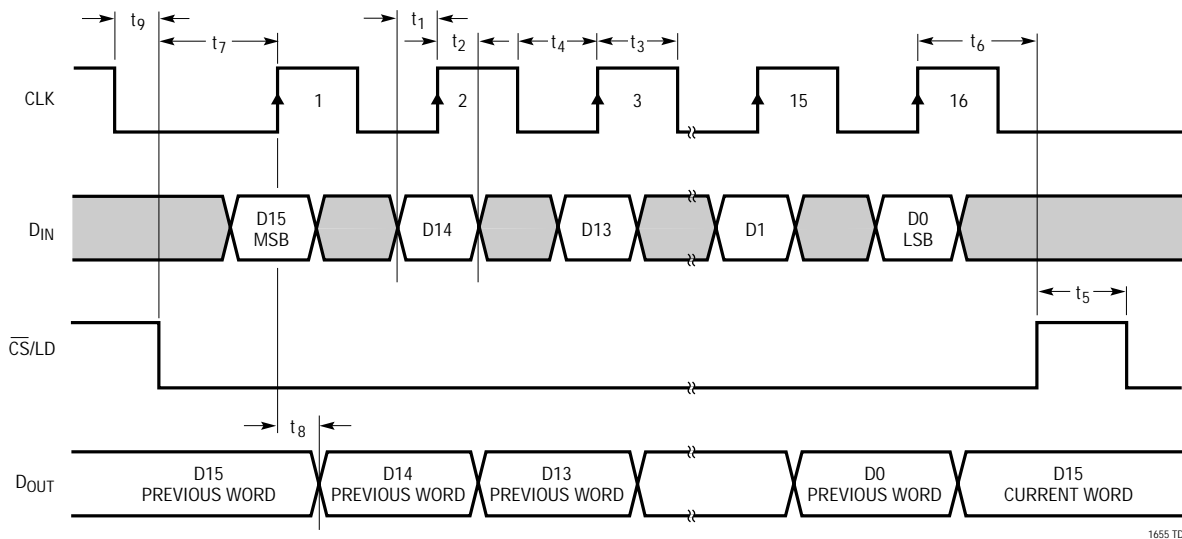 t9
t7
t1
t2
t4
t3
t6
CLK
1
2
3
15
16
DIN
D15
MSB
D14
D13
D1
D0
LSB
t5
CS/LD
t8
DOUT
D15
PREVIOUS WORD
D14
PREVIOUS WORD
D13
PREVIOUS WORD
D0
PREVIOUS WORD
D15
CURRENT WORD
1655 TD